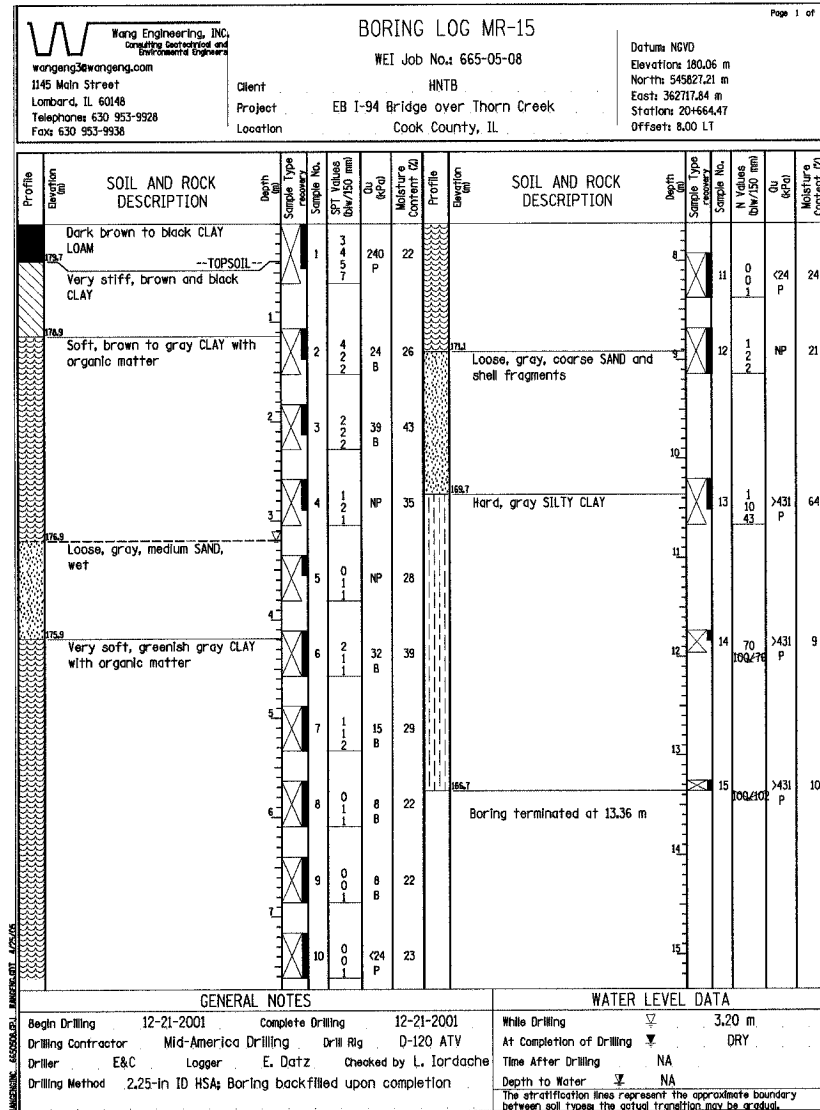 Page 1 of
Wang Engineering, INC.
Consulting Geotechnical and
Environmental Engineers
wangeng3@wangeng.com
1145 Main Street
Lombard, IL 60148
Telephone: 630 953-9928
Fax: 630 953-9938
BORING LOG MR-15
WEI Job No.: 665-05-08
Client HNTB
Project EB I-94 Bridge over Thorn Creek
Location Cook County, IL
Datum: NGVD
Elevation: 180.06 m
North: 545827.21 m
East: 362717.84 m
Station: 20+664.47
Offset: 8.00 LT
Profile Elevation (m) SOIL AND ROCK DESCRIPTION Depth (m) Sample Type recovery Sample No. SPT Values (blw/150 mm) Qu (kPa) Moisture Content (%)
Dark brown to black CLAY
LOAM
179.7 --TOPSOIL--
1 3 4 5 7 240 P 22
Very stiff, brown and black
CLAY
1
178.9
Soft, brown to gray CLAY with
organic matter
2 4 2 2 2 24 B 26
2
3 2 2 2 39 B 43
4 1 2 1 NP 35
3
176.9
Loose, gray, medium SAND,
wet
5 0 1 1 NP 28
4
175.9
Very soft, greenish gray CLAY
with organic matter
6 2 1 1 32 B 39
5
7 1 1 2 15 B 29
6
8 0 1 1 8 B 22
9 0 0 1 8 B 22
7
10 0 0 1 <24 P 23
Profile Elevation (m) SOIL AND ROCK DESCRIPTION Depth (m) Sample Type recovery Sample No. N Values (blw/150 mm) Qu (kPa) Moisture Content (%)
8
11 0 0 1 <24 P 24
171.1 9
12 1 2 2 NP 21
Loose, gray, coarse SAND and
shell fragments
10
169.7
Hard, gray SILTY CLAY
13 1 10 43 >431 P 64
11
14 70 100/76 >431 P 9
12
13
166.7
15 100/102 >431 P 10
Boring terminated at 13.36 m
14
15
GENERAL NOTES
Begin Drilling 12-21-2001 Complete Drilling 12-21-2001
Drilling Contractor Mid-America Drilling Drill Rig D-120 ATV
Driller E&C Logger E. Datz Checked by L. Iordache
Drilling Method 2.25-in ID HSA; Boring backfilled upon completion
WATER LEVEL DATA
While Drilling 3.20 m
At Completion of Drilling DRY
Time After Drilling NA
Depth to Water NA
The stratification lines represent the approximate boundary
between soil types; the actual transition may be gradual.